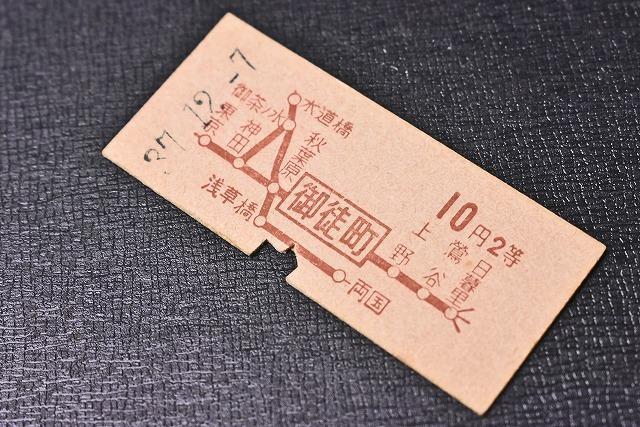 37.12.-7
水道橋
御茶ノ水
東京
神田
秋葉原
浅草橋
御徒町
両国
10円2等
上野
鶯谷
日暮里